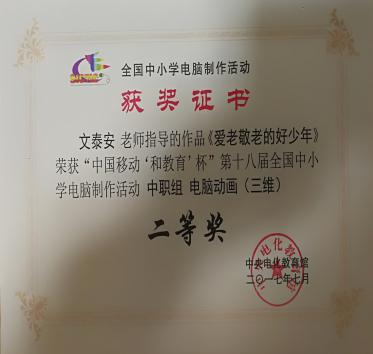 全国中小学电脑制作活动
获奖证书
文泰安 老师指导的作品《爱老敬老的好少年》
荣获“中国移动‘和教育’杯”第十八届全国中小
学电脑制作活动 中职组 电脑动画（三维）
二等奖
中央电化教育馆
二〇一七年七月